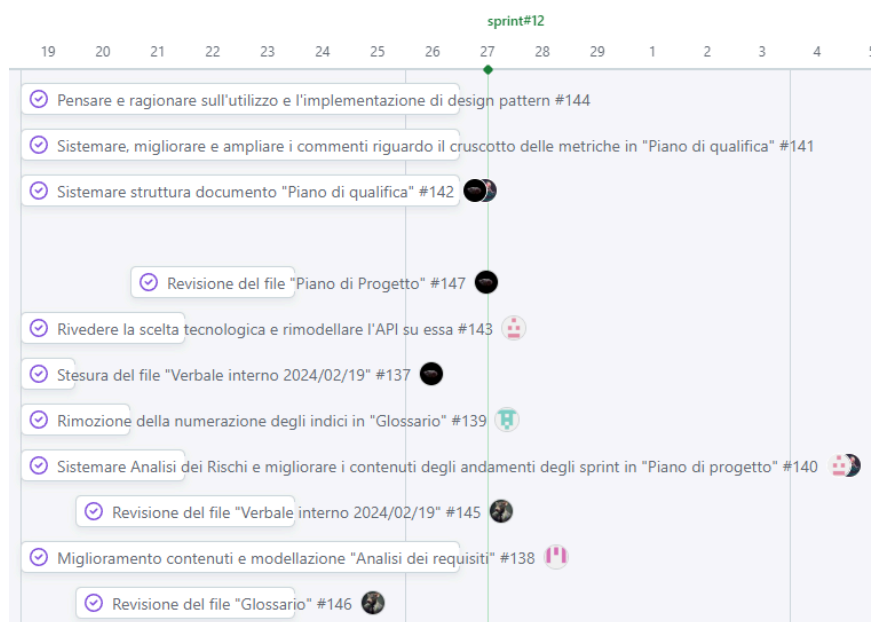 sprint#12
19 20 21 22 23 24 25 26 27 28 29 1 2 3 4
Pensare e ragionare sull'utilizzo e l'implementazione di design pattern #144
Sistemare, migliorare e ampliare i commenti riguardo il cruscotto delle metriche in "Piano di qualifica" #141
Sistemare struttura documento "Piano di qualifica" #142
Revisione del file "Piano di Progetto" #147
Rivedere la scelta tecnologica e rimodellare l'API su essa #143
Stesura del file "Verbale interno 2024/02/19" #137
Rimozione della numerazione degli indici in "Glossario" #139
Sistemare Analisi dei Rischi e migliorare i contenuti degli andamenti degli sprint in "Piano di progetto" #140
Revisione del file "Verbale interno 2024/02/19" #145
Miglioramento contenuti e modellazione "Analisi dei requisiti" #138
Revisione del file "Glossario" #146